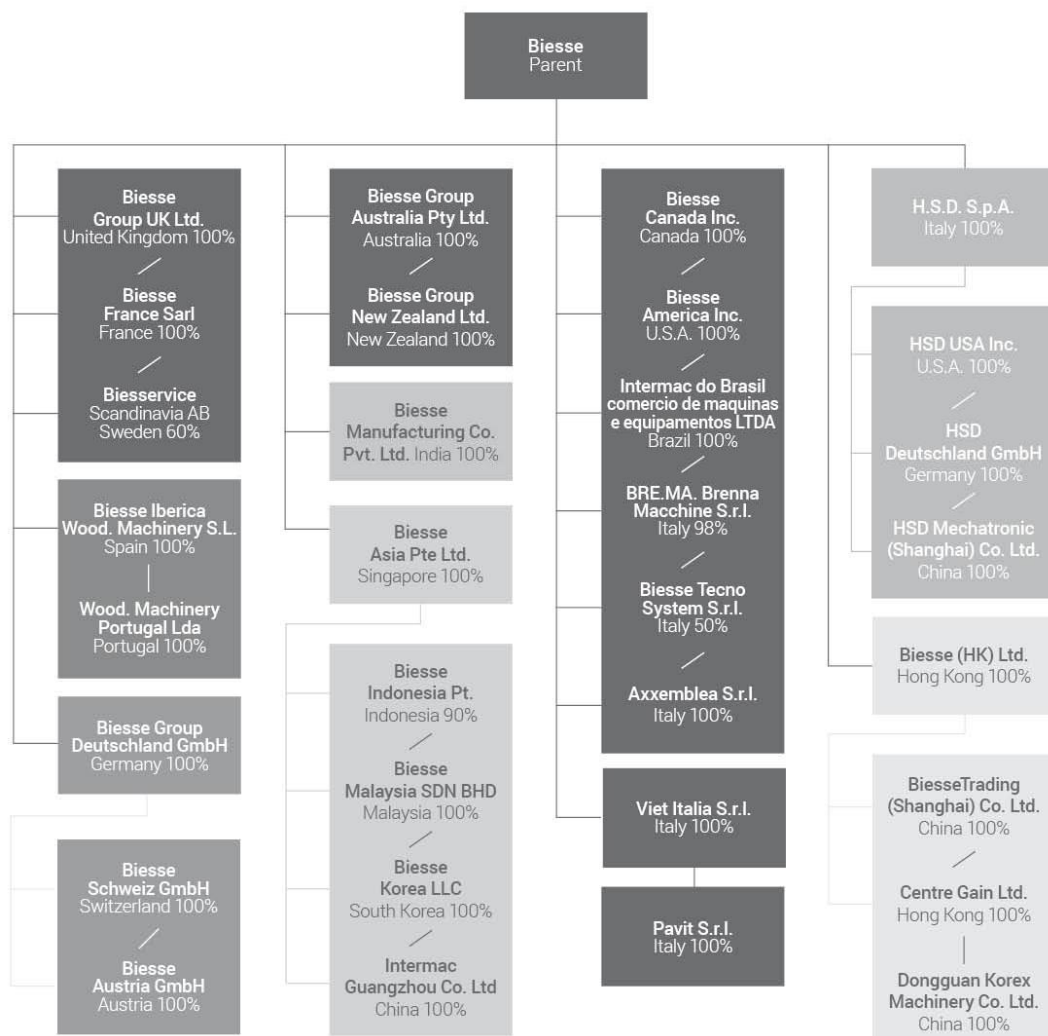 Biesse
Parent
Biesse
Group UK Ltd.
United Kingdom 100%
Biesse
France Sarl
France 100%
Biesservice
Scandinavia AB
Sweden 60%
Biesse Iberica
Wood. Machinery S.L.
Spain 100%
Wood. Machinery
Portugal Lda
Portugal 100%
Biesse Group
Deutschland GmbH
Germany 100%
Biesse
Schweiz GmbH
Switzerland 100%
Biesse
Austria GmbH
Austria 100%
Biesse Group
Australia Pty Ltd.
Australia 100%
Biesse Group
New Zealand Ltd.
New Zealand 100%
Biesse
Manufacturing Co.
Pvt. Ltd. India 100%
Biesse
Asia Pte Ltd.
Singapore 100%
Biesse
Indonesia Pt.
Indonesia 90%
Biesse
Malaysia SDN BHD
Malaysia 100%
Biesse
Korea LLC
South Korea 100%
Intermac
Guangzhou Co. Ltd
China 100%
Biesse
Canada Inc.
Canada 100%
Biesse
America Inc.
U.S.A. 100%
Intermac do Brasil
comercio de maquinas
e equipamentos LTDA
Brazil 100%
BRE.MA. Brenna
Macchine S.r.l.
Italy 98%
Biesse Tecno
System S.r.l.
Italy 50%
Axxemblea S.r.l.
Italy 100%
Viet Italia S.r.l.
Italy 100%
Pavit S.r.l.
Italy 100%
H.S.D. S.p.A.
Italy 100%
HSD USA Inc.
U.S.A. 100%
HSD
Deutschland GmbH
Germany 100%
HSD Mechatronic
(Shanghai) Co. Ltd.
China 100%
Biesse (HK) Ltd.
Hong Kong 100%
BiesseTrading
(Shanghai) Co. Ltd.
China 100%
Centre Gain Ltd.
Hong Kong 100%
Dongguan Korex
Machinery Co. Ltd.
China 100%